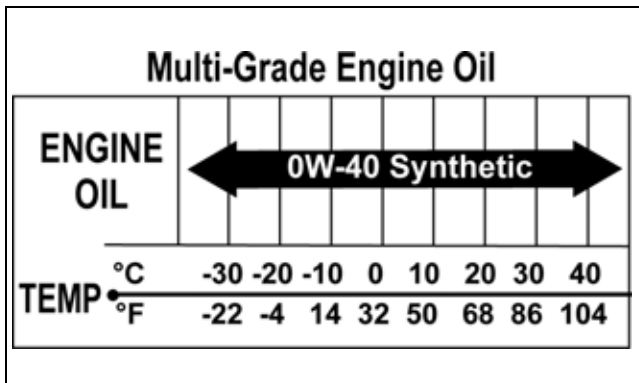 Multi-Grade Engine Oil
ENGINE
OIL
0W-40 Synthetic
°C -30 -20 -10 0 10 20 30 40
TEMP
°F -22 -4 14 32 50 68 86 104